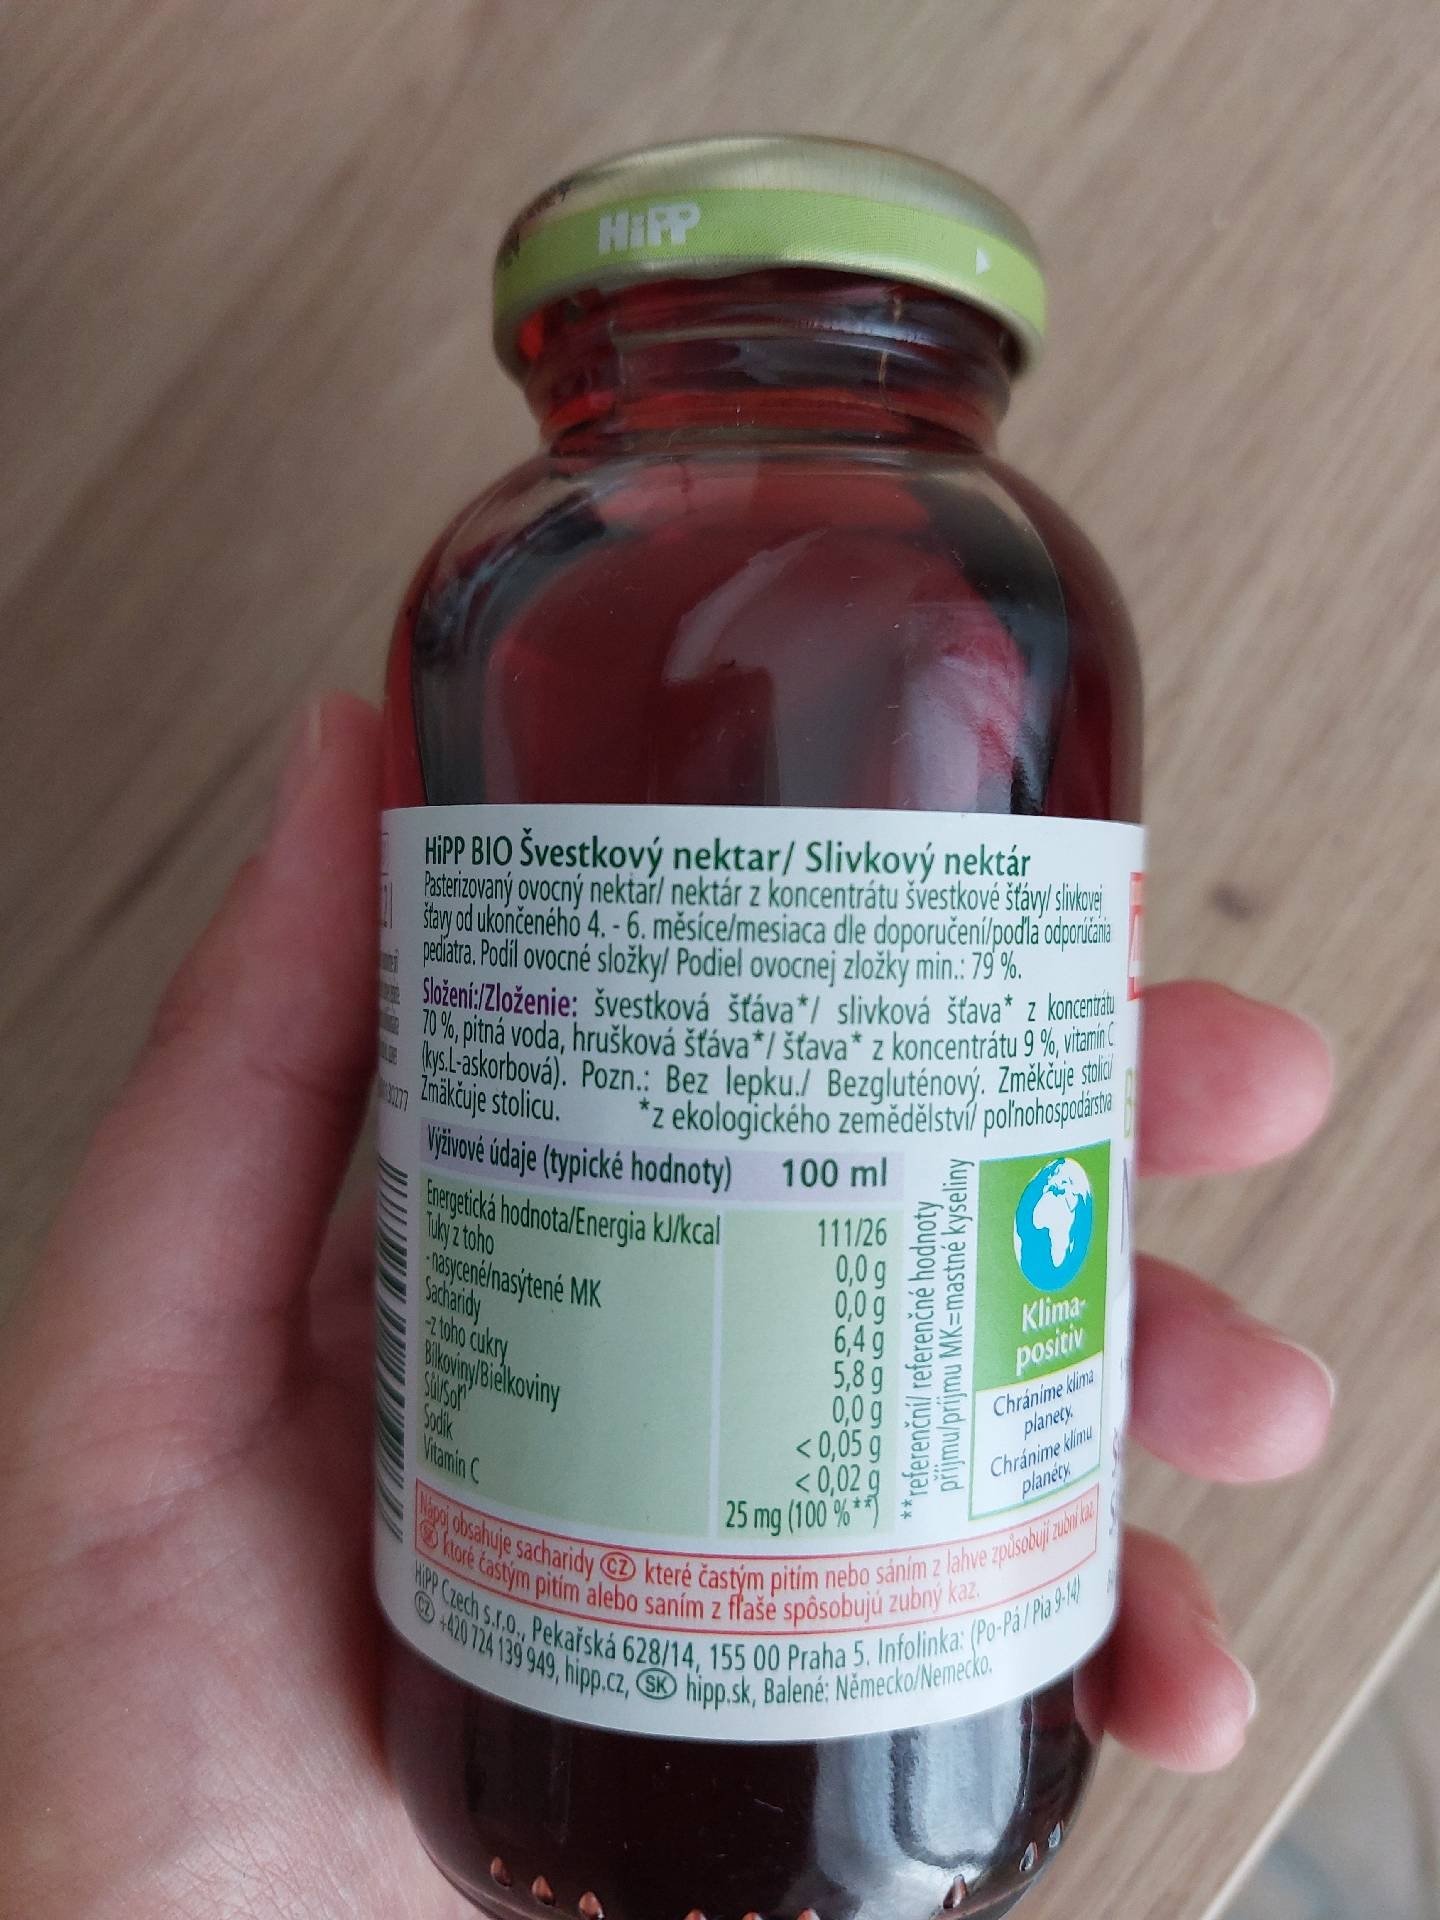 HiPP
HiPP BIO Švestkový nektar/ Slivkový nektár
Pasterizovaný ovocný nektar/ nektár z koncentrátu švestkové šťávy/ slivkovej
šťavy od ukončeného 4. - 6. měsíce/mesiaca dle doporučení/podľa odporúčania
pediatra. Podíl ovocné složky/ Podiel ovocnej zložky min.: 79 %.
Složení:/Zloženie: švestková šťáva*/ slivková šťava* z koncentrátu
70 %, pitná voda, hrušková šťáva*/ šťava* z koncentrátu 9 %, vitamín C
(kys.L-askorbová). Pozn.: Bez lepku./ Bezgluténový. Změkčuje stolici/
Zmäkčuje stolicu. *z ekologického zemědělství/ poľnohospodárstva
Výživové údaje (typické hodnoty) 100 ml
Energetická hodnota/Energia kJ/kcal 111/26
Tuky z toho 0,0 g
- nasycené/nasýtené MK 0,0 g
Sacharidy 6,4 g
-z toho cukry 5,8 g
Bílkoviny/Bielkoviny 0,0 g
Sůl/Soľ < 0,05 g
Sodík < 0,02 g
Vitamín C 25 mg (100 %**)
**referenční/ referenčné hodnoty
příjmu/príjmu MK=mastné kyseliny
Klima-
positiv
Chráníme klima
planety.
Chránime klímu
planéty.
Nápoj obsahuje sacharidy CZ které častým pitím nebo sáním z lahve způsobují zubní kaz.
SK ktoré častým pitím alebo saním z fľaše spôsobujú zubný kaz.
HiPP Czech s.r.o., Pekařská 628/14, 155 00 Praha 5. Infolinka: (Po-Pá / Pia 9-14)
CZ +420 724 139 949, hipp.cz, SK hipp.sk, Balené: Německo/Nemecko.